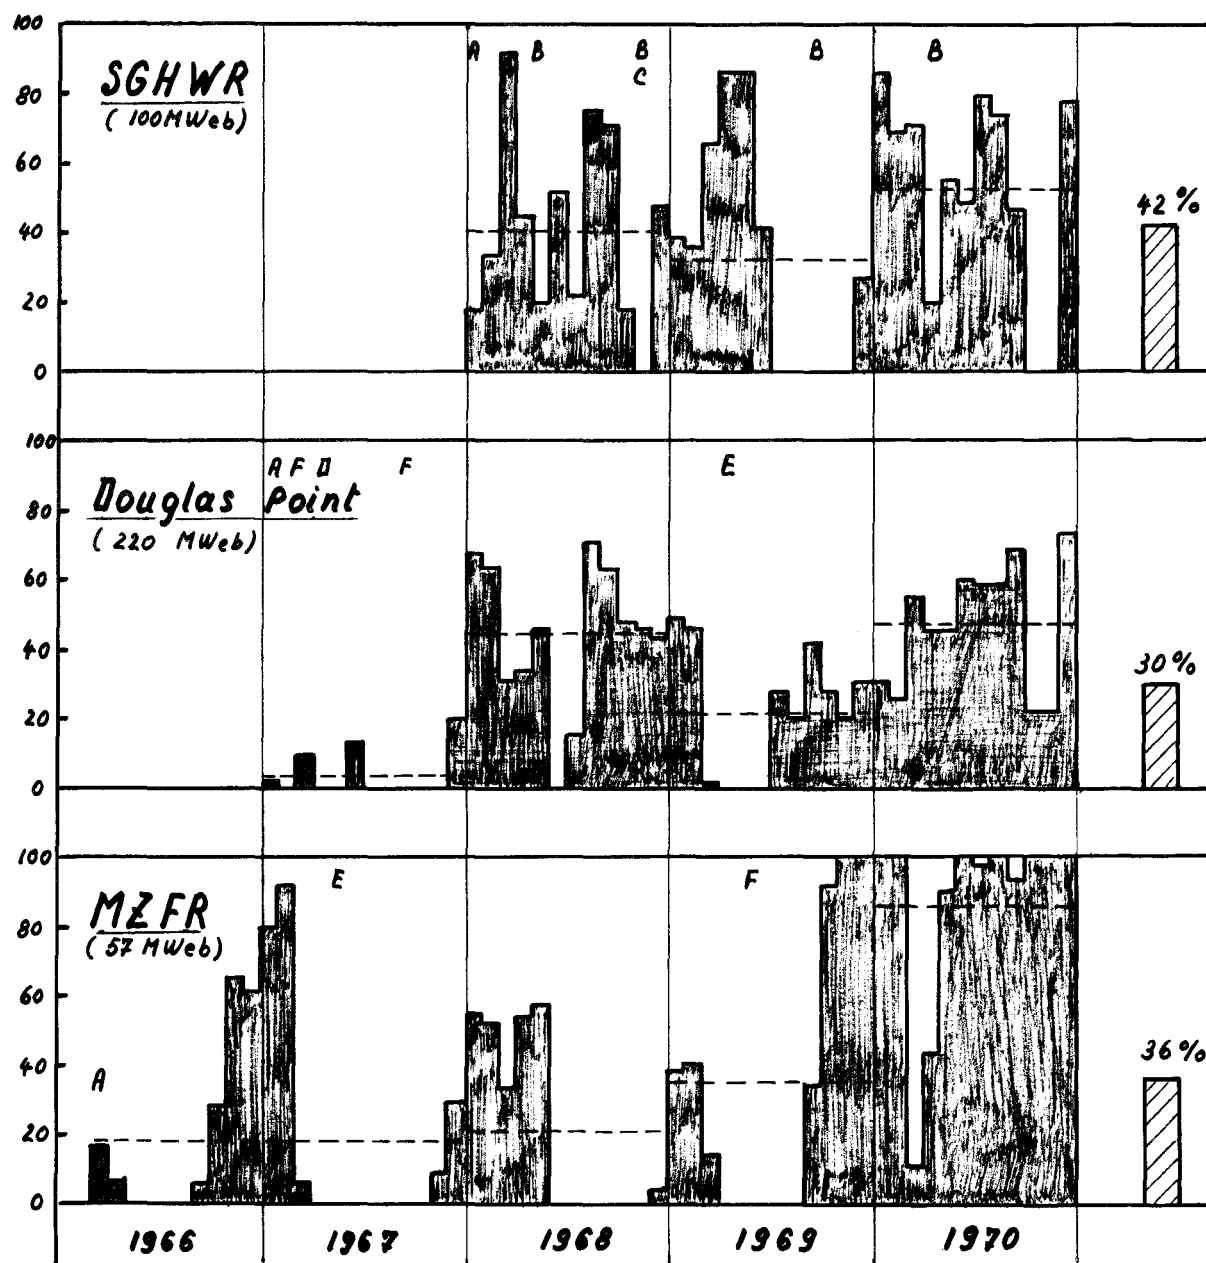 100
A B B B B
SGHWR
C
80
( 100MWeb)
60
42%
40
20
0
100
A F D F E
Douglas Point
80
( 220 MWeb)
60
40
30%
20
0
100
E F
MZFR
80
( 57 MWeb)
60
40
36%
A
20
0
1966 1967 1968 1969 1970